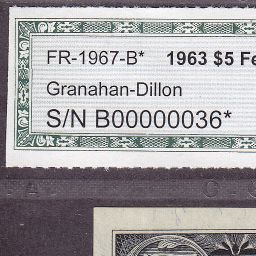 FR-1967-B* 1963 $5 Fe
Granahan-Dillon
S/N B00000036*